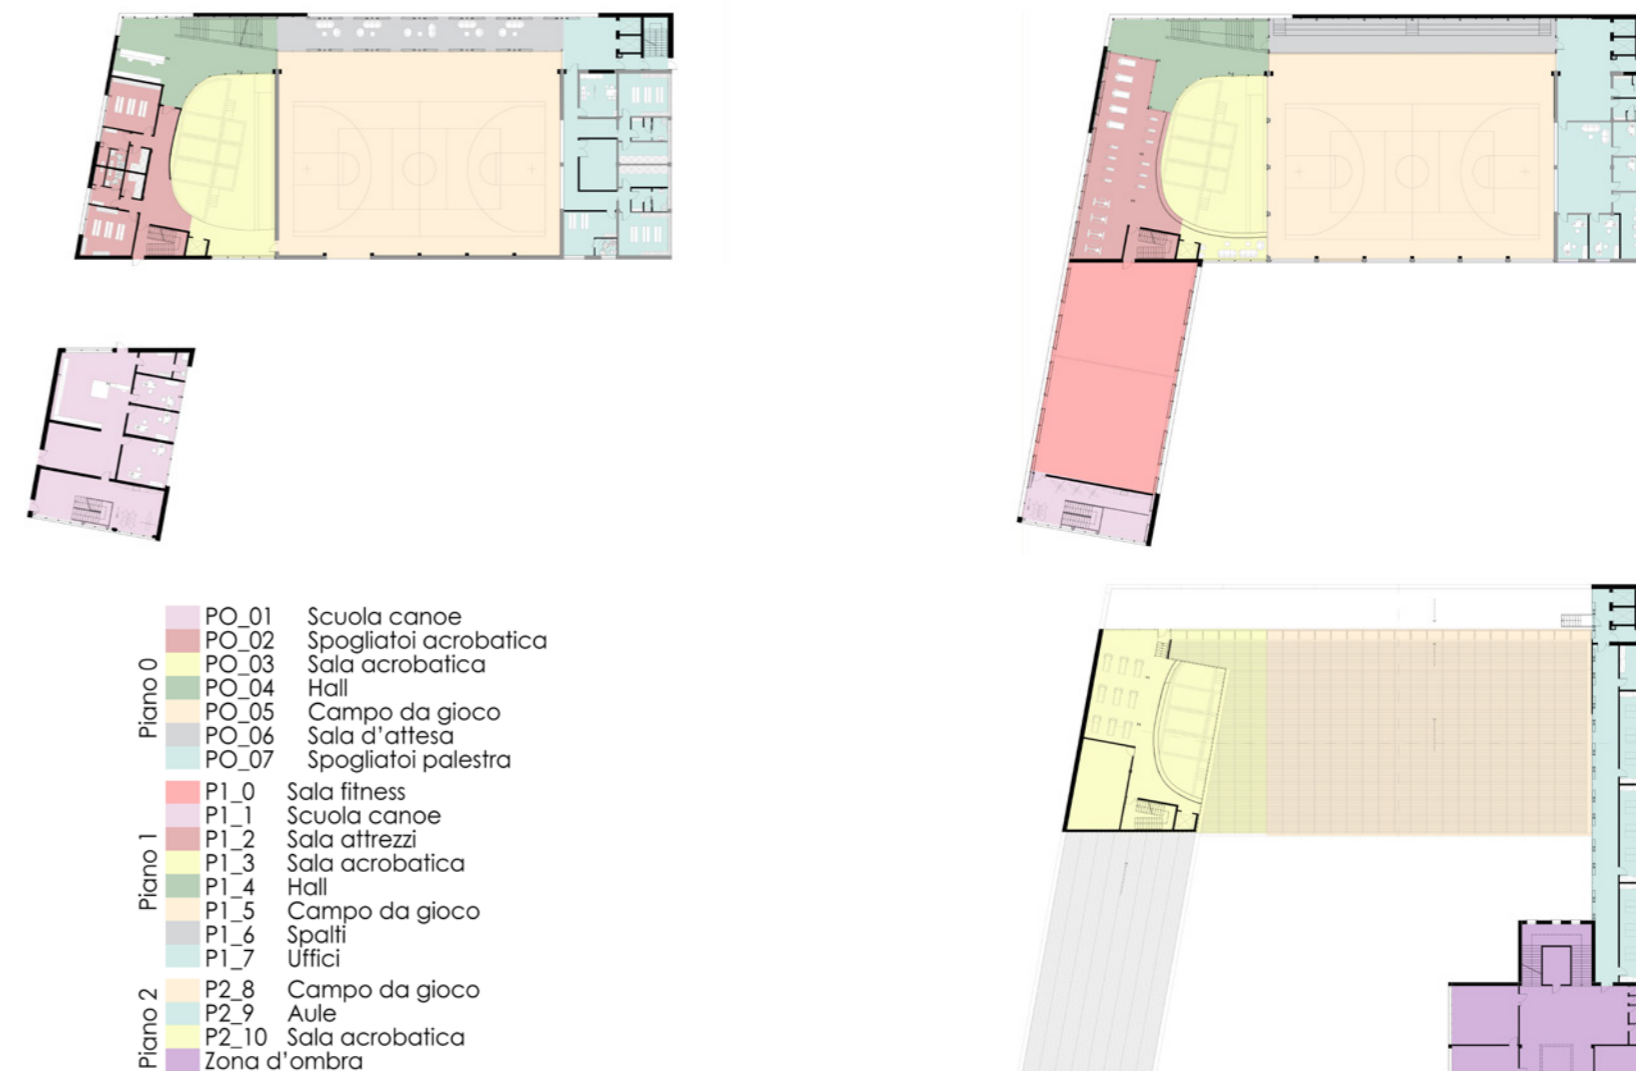 Piano 0
PO_01 Scuola canoe
PO_02 Spogliatoi acrobatica
PO_03 Sala acrobatica
PO_04 Hall
PO_05 Campo da gioco
PO_06 Sala d'attesa
PO_07 Spogliatoi palestra
Piano 1
P1_0 Sala fitness
P1_1 Scuola canoe
P1_2 Sala attrezzi
P1_3 Sala acrobatica
P1_4 Hall
P1_5 Campo da gioco
P1_6 Spalti
P1_7 Uffici
Piano 2
P2_8 Campo da gioco
P2_9 Aule
P2_10 Sala acrobatica
Zona d'ombra